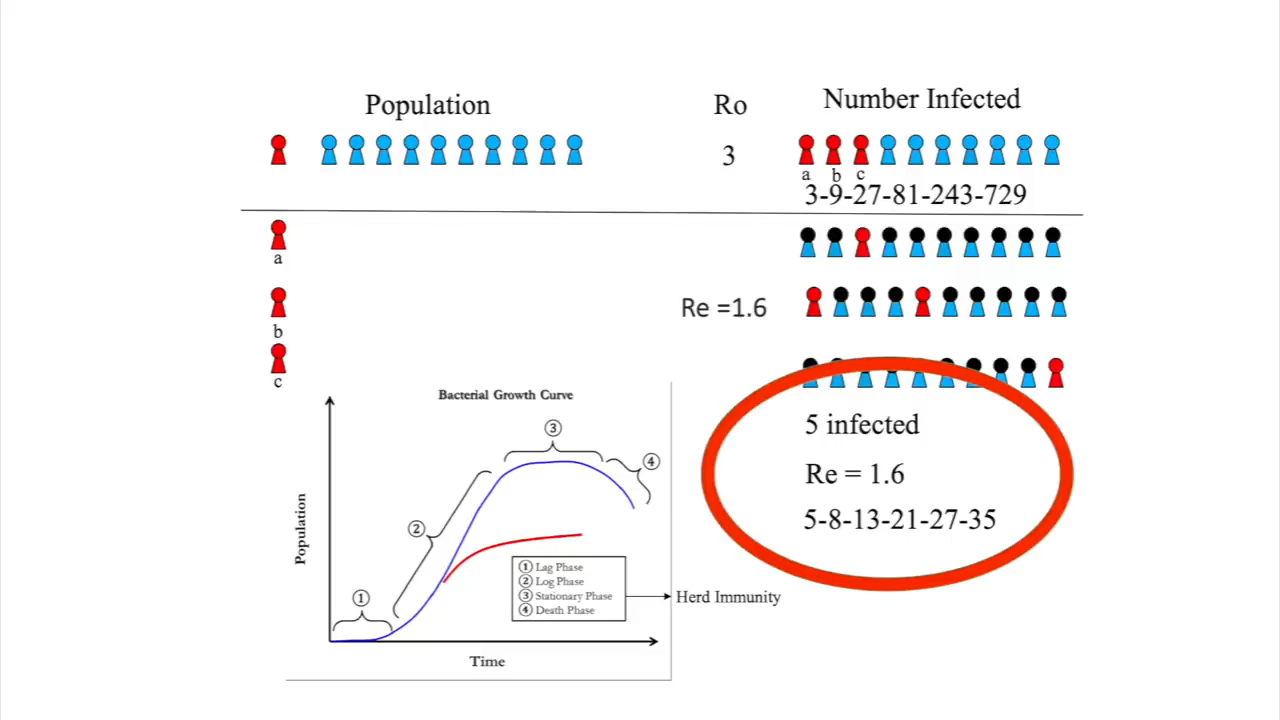 Population
Ro
Number Infected
3
a b c
3-9-27-81-243-729
a
b
Re =1.6
c
5 infected
Re = 1.6
5-8-13-21-27-35
Bacterial Growth Curve
Population
①
②
③
④
① Lag Phase
② Log Phase
③ Stationary Phase
④ Death Phase
Herd Immunity
Time